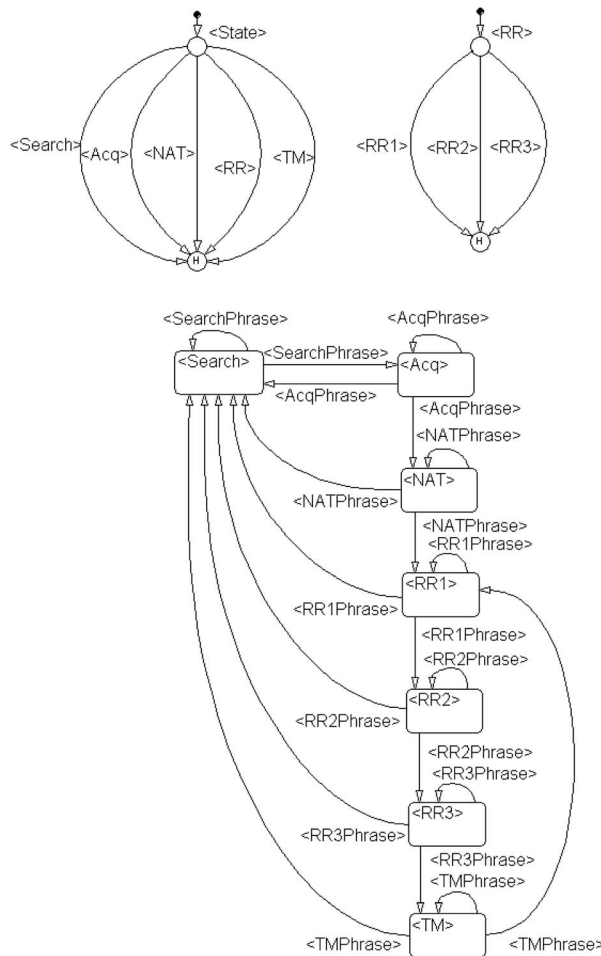 <State>
<RR>
<Search>
<Acq>
<NAT>
<RR>
<TM>
<RR1>
<RR2>
<RR3>
H
H
<SearchPhrase>
<AcqPhrase>
<Search>
<SearchPhrase>
<Acq>
<AcqPhrase>
<AcqPhrase>
<NATPhrase>
<NAT>
<NATPhrase>
<NATPhrase>
<RR1Phrase>
<RR1>
<RR1Phrase>
<RR1Phrase>
<RR2Phrase>
<RR2>
<RR2Phrase>
<RR2Phrase>
<RR3Phrase>
<RR3>
<RR3Phrase>
<RR3Phrase>
<TMPhrase>
<TM>
<TMPhrase>
<TMPhrase>